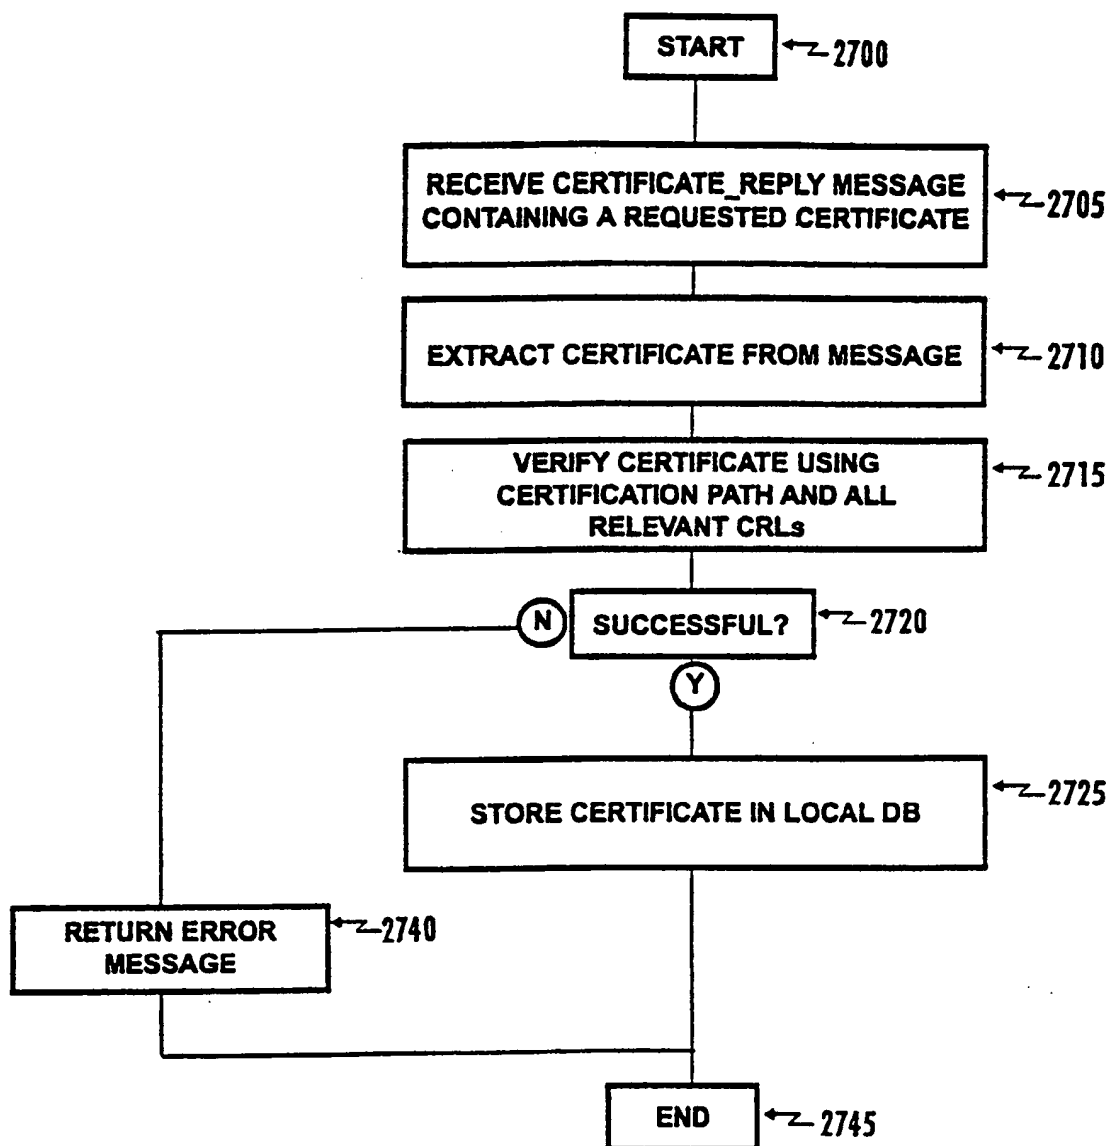 START
2700
RECEIVE CERTIFICATE_REPLY MESSAGE
CONTAINING A REQUESTED CERTIFICATE
2705
EXTRACT CERTIFICATE FROM MESSAGE
2710
VERIFY CERTIFICATE USING
CERTIFICATION PATH AND ALL
RELEVANT CRLs
2715
N
SUCCESSFUL?
2720
Y
STORE CERTIFICATE IN LOCAL DB
2725
RETURN ERROR
MESSAGE
2740
END
2745